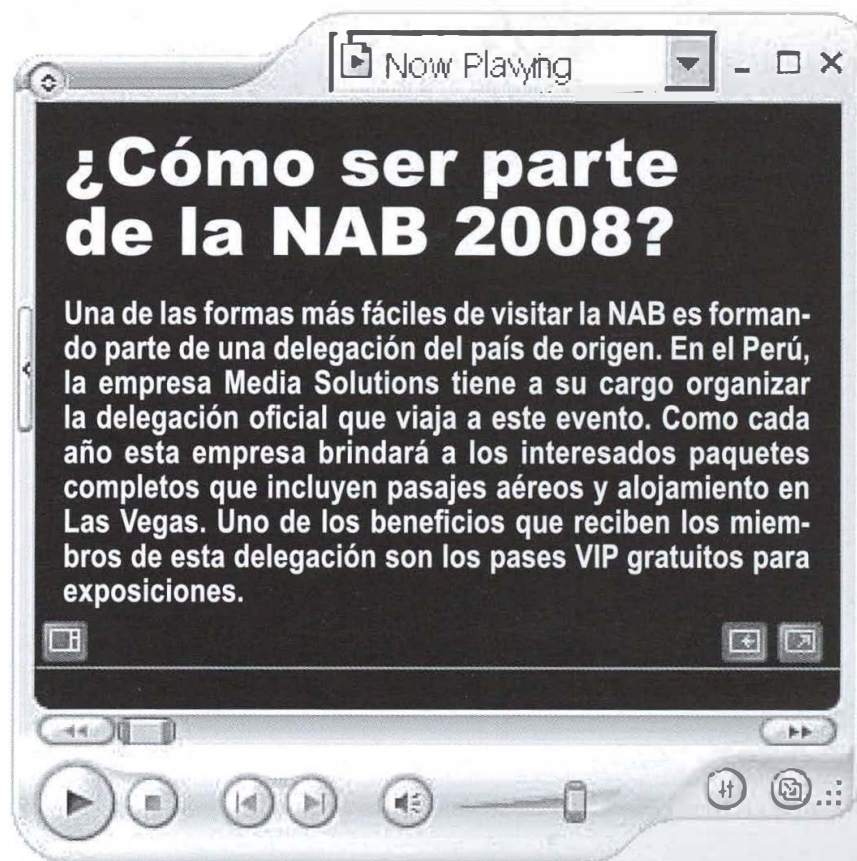 Now Playing
¿Cómo ser parte
de la NAB 2008?
Una de las formas más fáciles de visitar la NAB es forman-
do parte de una delegación del país de origen. En el Perú,
la empresa Media Solutions tiene a su cargo organizar
la delegación oficial que viaja a este evento. Como cada
año esta empresa brindará a los interesados paquetes
completos que incluyen pasajes aéreos y alojamiento en
Las Vegas. Uno de los beneficios que reciben los miem-
bros de esta delegación son los pases VIP gratuitos para
exposiciones.